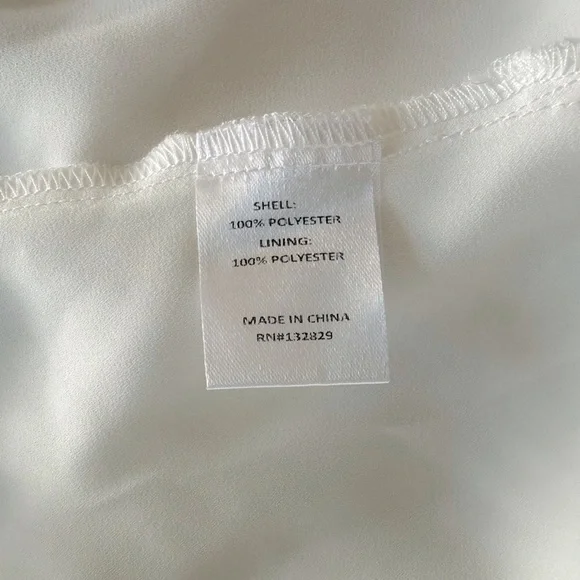 SHELL:
100% POLYESTER
LINING:
100% POLYESTER
MADE IN CHINA
RN#132829